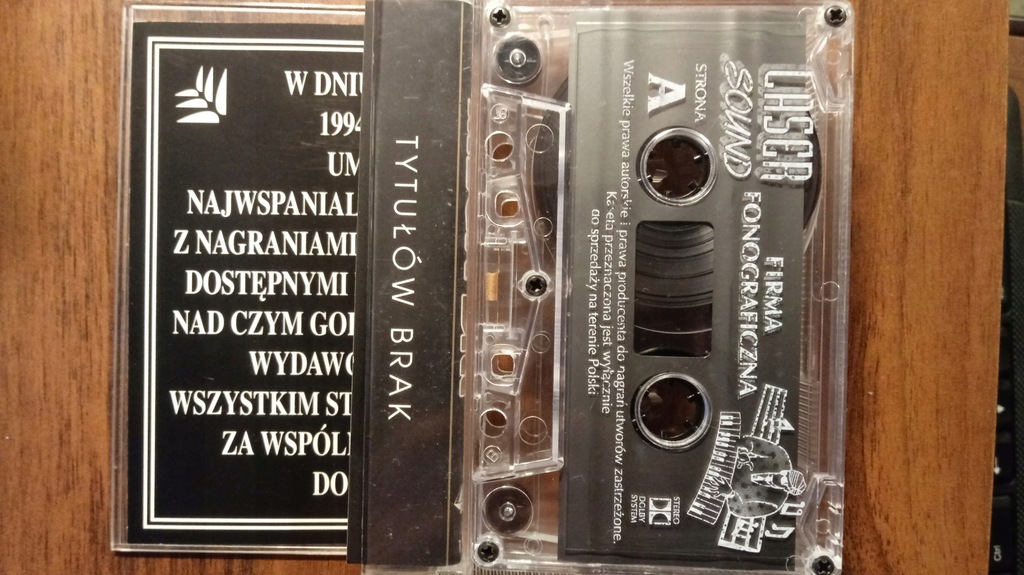 W DNIU
1994
UM
NAJWSPANIAL
Z NAGRANIAMI
DOSTĘPNYMI
NAD CZYM GO
WYDAWC
WSZYSTKIM ST
ZA WSPÓL
DO
TYTUŁÓW BRAK
LASER
SOUND
FIRMA
FONOGRAFICZNA
STRONA
A
Wszelkie prawa autorskie i prawa producenta do nagrań utworów zastrzeżone.
Kaseta przeznaczona jest wyłącznie
do sprzedaży na terenie Polski
STEREO
DOLBY
SYSTEM
ctrl